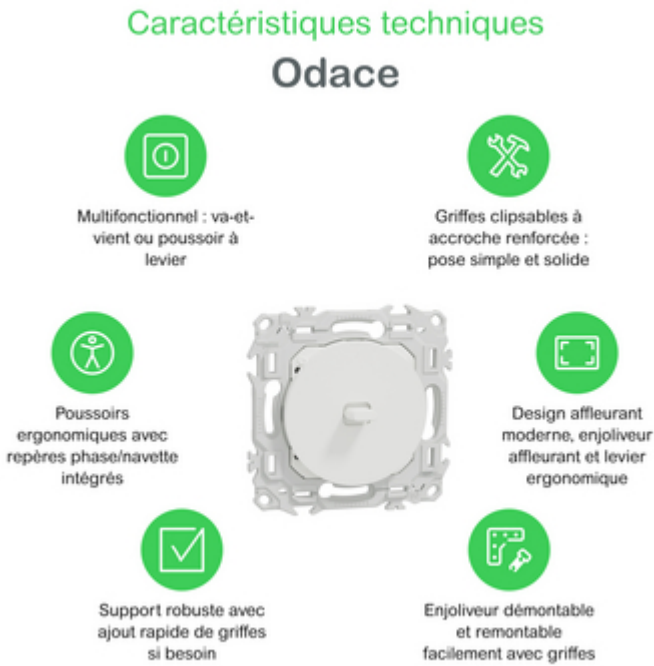 Caractéristiques techniques
Odace
Multifonctionnel : va-et-
vient ou poussoir à
levier
Griffes clipsables à
accroche renforcée :
pose simple et solide
Poussoirs
ergonomiques avec
repères phase/navette
intégrés
Design affleurant
moderne, enjoliveur
affleurant et levier
ergonomique
Support robuste avec
ajout rapide de griffes
si besoin
Enjoliveur démontable
et remontable
facilement avec griffes